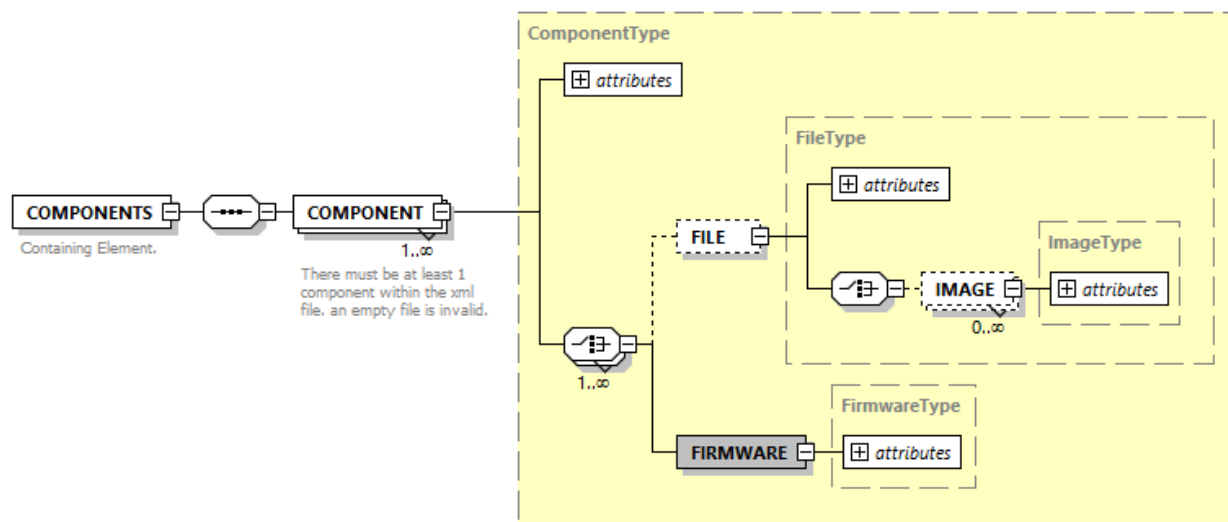 ComponentType
attributes
FileType
attributes
COMPONENTS
COMPONENT
FILE
ImageType
Containing Element.
1..∞
IMAGE
attributes
There must be at least 1
component within the xml
file. an empty file is invalid.
0..∞
1..∞
FirmwareType
FIRMWARE
attributes